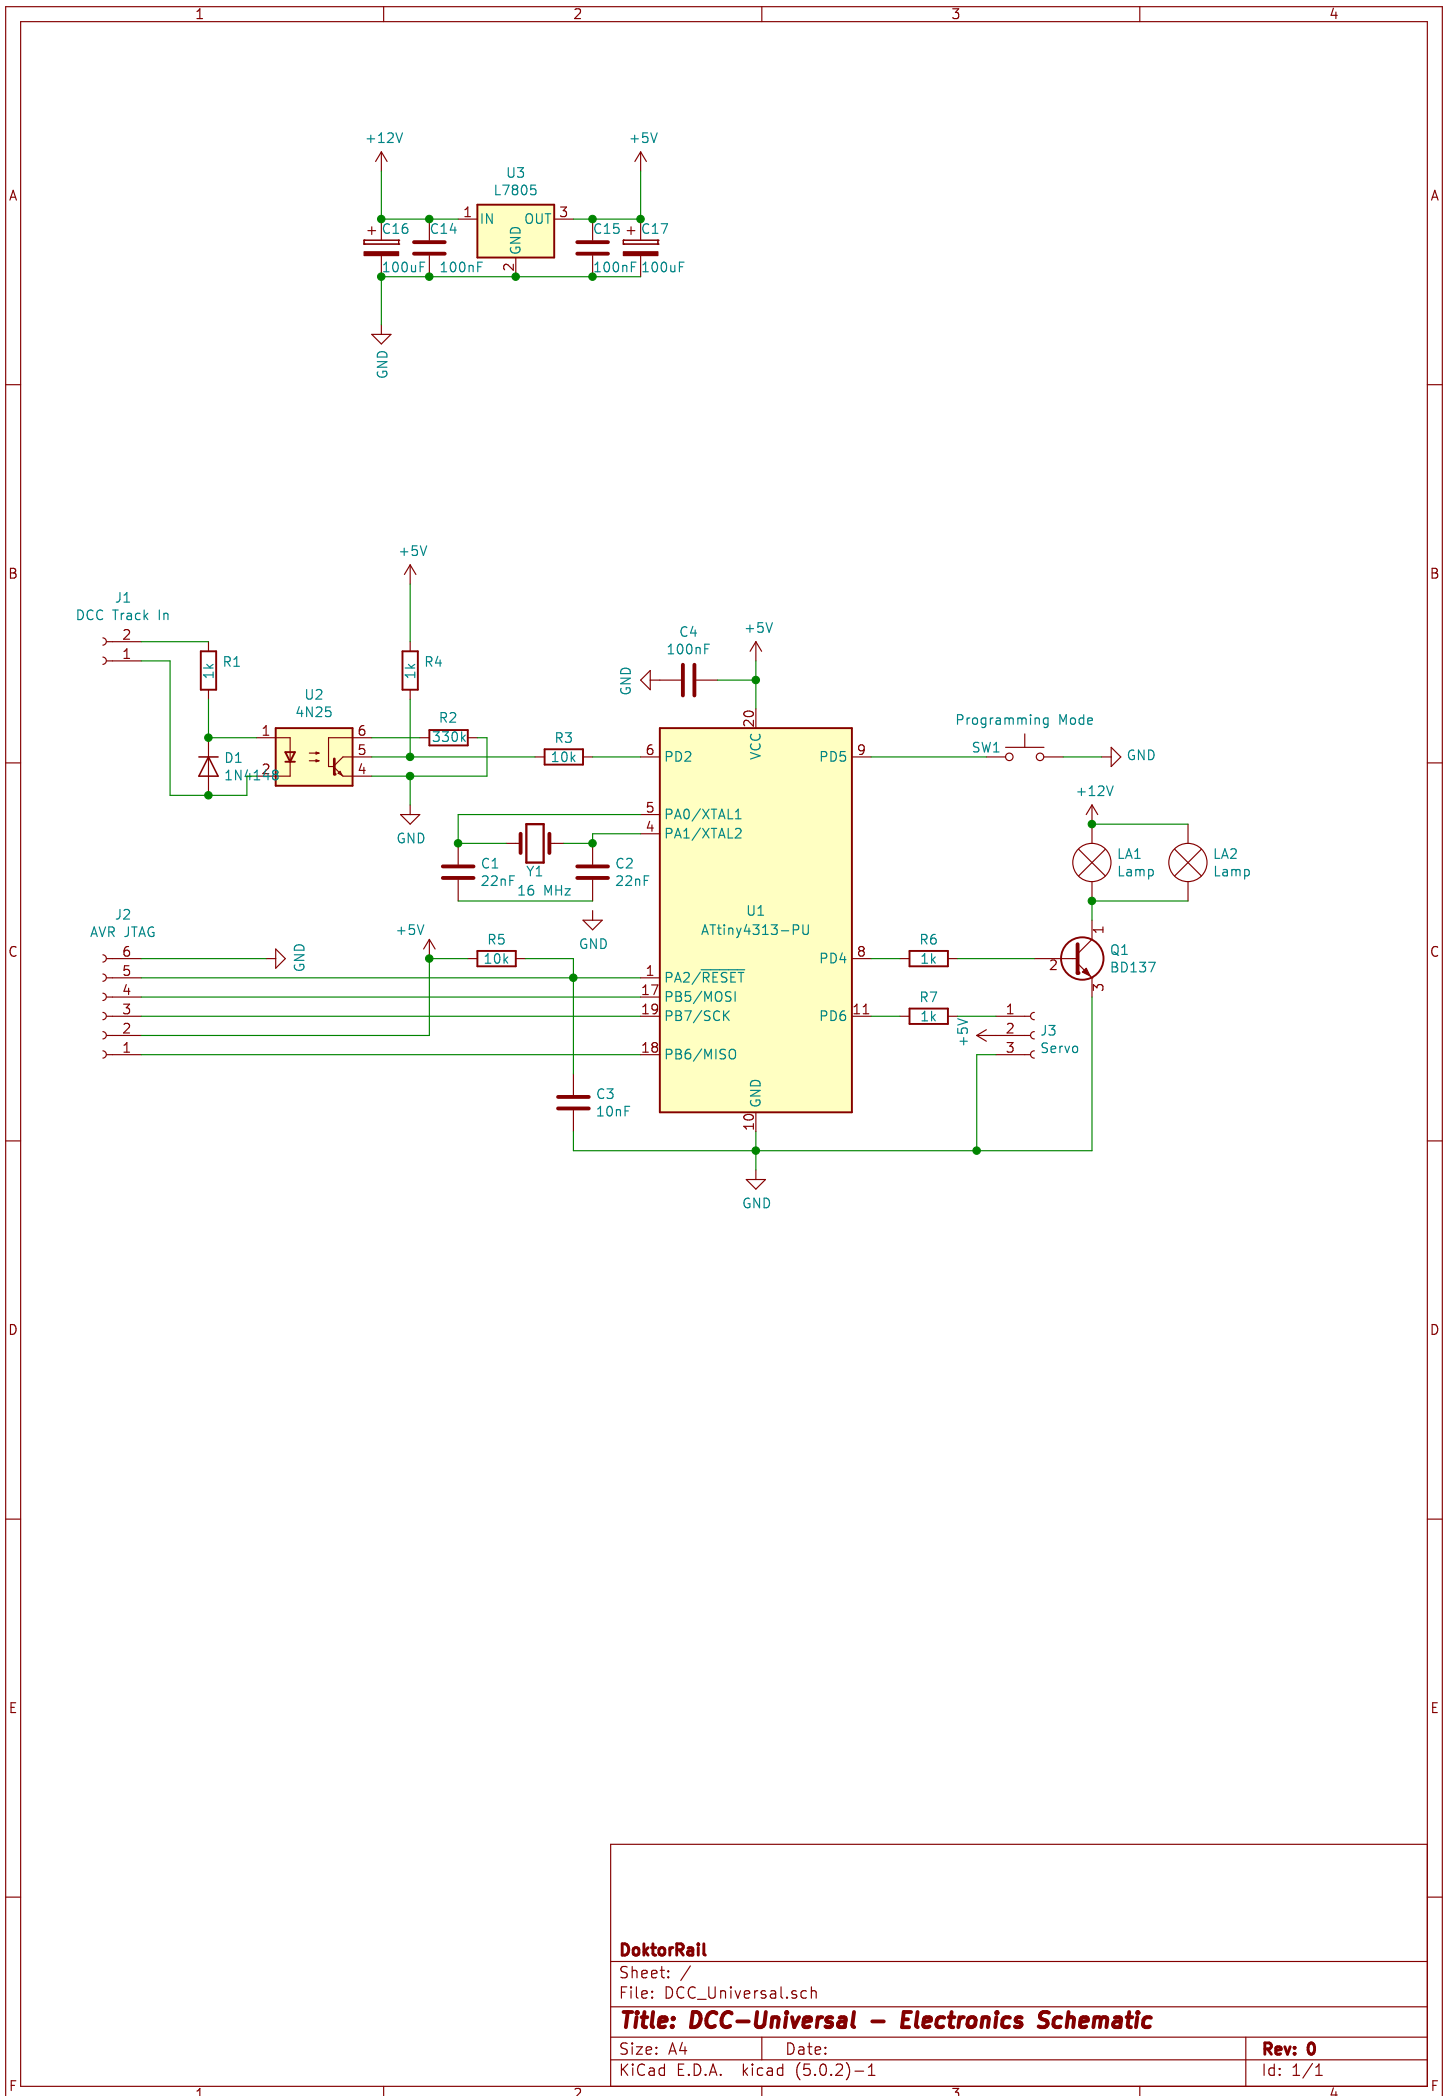 1 2 3 4
+12V +5V
U3
L7805
A A
1 IN OUT 3
+ C16 C14 GND C15 + C17
100uF 100nF 2 100nF 100uF
GND
+5V
B B
J1
DCC Track In
2
1
1k R1
1k R4
C4
100nF
+5V
GND
U2
4N25
R2
330k
R3
10k
1 6
5
2 4
D1
1N4148
GND
20
VCC
6 PD2
PD5 9
Programming Mode
SW1
GND
+12V
5 PA0/XTAL1
4 PA1/XTAL2
C1
22nF
Y1
16 MHz
C2
22nF
GND
LA1
Lamp
LA2
Lamp
U1
ATtiny4313-PU
J2
AVR JTAG
C C
6
5
4
3
2
1
GND
+5V
R5
10k
1 PA2/RESET
17 PB5/MOSI
19 PB7/SCK
18 PB6/MISO
PD4 8
R6
1k
1
2
3
Q1
BD137
PD6 11
R7
1k
+5V
1
2
3
J3
Servo
C3
10nF
GND
10
GND
D D
E E
DoktorRail
Sheet: /
File: DCC_Universal.sch
Title: DCC-Universal - Electronics Schematic
Size: A4 Date: Rev: 0
KiCad E.D.A. kicad (5.0.2)-1 Id: 1/1
F F
1 2 3 4